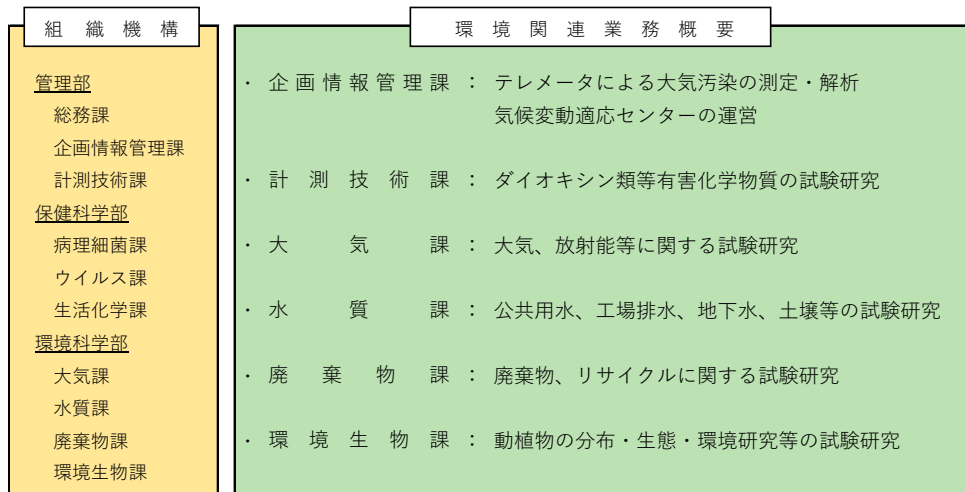 組織機構
管理部
総務課
企画情報管理課
計測技術課
保健科学部
病理細菌課
ウイルス課
生活化学課
環境科学部
大気課
水質課
廃棄物課
環境生物課
環境関連業務概要
・企画情報管理課：テレメータによる大気汚染の測定・解析
気候変動適応センターの運営
・計測技術課：ダイオキシン類等有害化学物質の試験研究
・大気課：大気、放射能等に関する試験研究
・水質課：公共用水、工場排水、地下水、土壌等の試験研究
・廃棄物課：廃棄物、リサイクルに関する試験研究
・環境生物課：動植物の分布・生態・環境研究等の試験研究